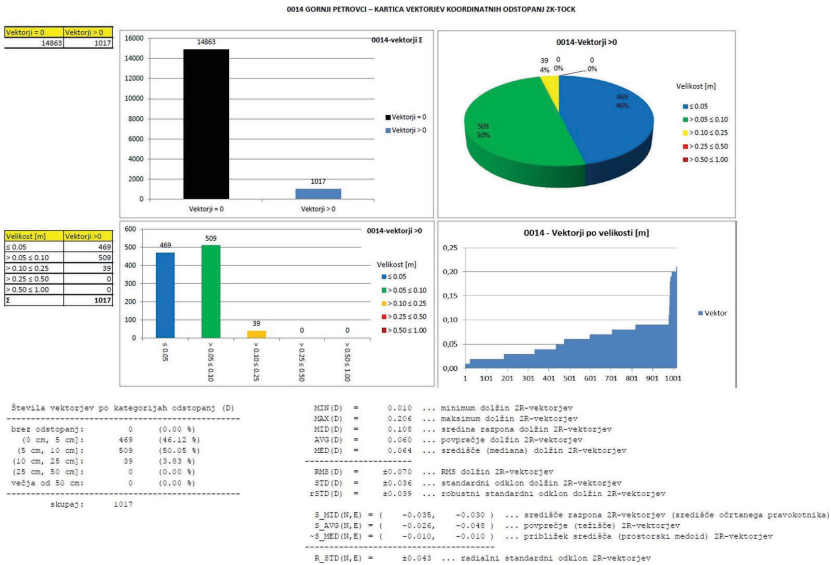 0014 GORNJI PETROVCI – KARTICA VEKTORJEV KOORDINATNIH ODSTOPANJ ZK-TOCK
Vektorji = 0 Vektorji > 0
14863 1017
0014-vektorji Σ
16000
14000
12000
10000
8000
6000
4000
2000
0
14863
1017
Vektorji = 0
Vektorji > 0
Vektorji = 0 Vektorji > 0
0014-Vektorji >0
39
4%
0
0%
0
0%
469
46%
509
50%
Velikost [m]
≤ 0.05
> 0.05 ≤ 0.10
> 0.10 ≤ 0.25
> 0.25 ≤ 0.50
> 0.50 ≤ 1.00
Velikost [m] Vektorji >0
≤ 0.05 469
> 0.05 ≤ 0.10 509
> 0.10 ≤ 0.25 39
> 0.25 ≤ 0.50 0
> 0.50 ≤ 1.00 0
Σ 1017
0014-vektorji >0
600
500
400
300
200
100
0
469
509
39
0
0
≤ 0.05
> 0.05 ≤ 0.10
> 0.10 ≤ 0.25
> 0.25 ≤ 0.50
> 0.50 ≤ 1.00
Velikost [m]
≤ 0.05
> 0.05 ≤ 0.10
> 0.10 ≤ 0.25
> 0.25 ≤ 0.50
> 0.50 ≤ 1.00
0014 - Vektorji po velikosti [m]
0,25
0,20
0,15
0,10
0,05
0,00
1 101 201 301 401 501 601 701 801 901 1001
Vektor
Števila vektorjev po kategorijah odstopanj (D)
brez odstopanj: 0 (0.00 %)
(0 cm, 5 cm]: 469 (46.12 %)
(5 cm, 10 cm]: 509 (50.05 %)
(10 cm, 25 cm]: 39 (3.83 %)
(25 cm, 50 cm]: 0 (0.00 %)
večja od 50 cm: 0 (0.00 %)
skupaj: 1017
MIN(D) = 0.010 ... minimum dolžin 2R-vektorjev
MAX(D) = 0.206 ... maksimum dolžin 2R-vektorjev
MID(D) = 0.108 ... sredina razpona dolžin 2R-vektorjev
AVG(D) = 0.060 ... povprečje dolžin 2R-vektorjev
MED(D) = 0.064 ... središče (mediana) dolžin 2R-vektorjev
RMS(D) = ±0.070 ... RMS dolžin 2R-vektorjev
STD(D) = ±0.036 ... standardni odklon dolžin 2R-vektorjev
rSTD(D) = ±0.039 ... robustni standardni odklon dolžin 2R-vektorjev
S_MID(N,E) = ( -0.035, -0.030 ) ... središče razpona 2R-vektorjev (središče očrtanega pravokotnika)
S_AVG(N,E) = ( -0.026, -0.048 ) ... povprečje (težišče) 2R-vektorjev
~S_MED(N,E) = ( -0.010, -0.010 ) ... približek središča (prostorski medoid) 2R-vektorjev
R_STD(N,E) = ±0.043 ... radialni standardni odklon 2R-vektorjev